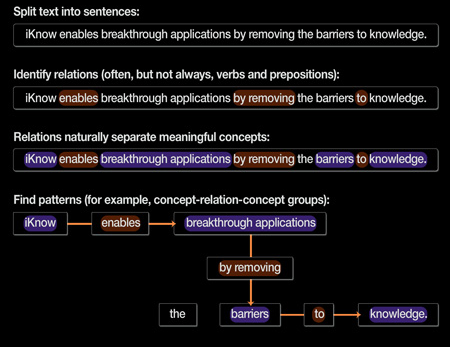 Split text into sentences:
iKnow enables breakthrough applications by removing the barriers to knowledge.
Identify relations (often, but not always, verbs and prepositions):
iKnow enables breakthrough applications by removing the barriers to knowledge.
Relations naturally separate meaningful concepts:
iKnow enables breakthrough applications by removing the barriers to knowledge.
Find patterns (for example, concept-relation-concept groups):
iKnow enables breakthrough applications
by removing
the barriers to knowledge.